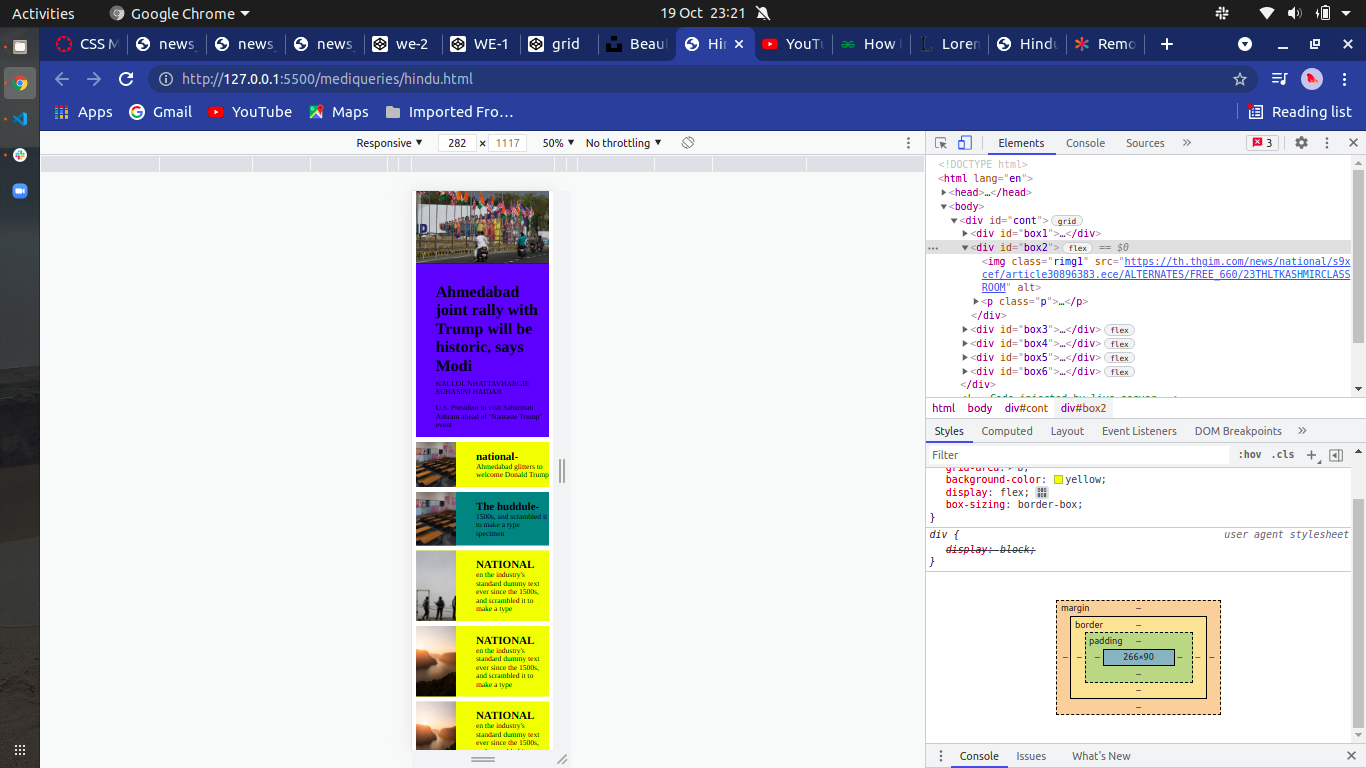 Activities
Google Chrome
19 Oct 23:21
CSS M
news_
news_
news_
we-2
WE-1
grid
Beau
Hin
YouTu
How
Loren
Hindu
Remo
http://127.0.0.1:5500/mediqueries/hindu.html
Apps
Gmail
YouTube
Maps
Imported Fro…
Reading list
Responsive
282
×
1117
50%
No throttling
Ahmedabad
joint rally with
Trump will be
historic, says
Modi
U.S. President to visit Sabarmati
Ashram ahead of "Namaste Trump"
event
national-
Ahmedabad glitters to
welcome Donald Trump
The huddule-
1500s, and scrambled it
to make a type
specimen
NATIONAL
en the industry's
standard dummy text
ever since the 1500s,
and scrambled it to
make a type
NATIONAL
en the industry's
standard dummy text
ever since the 1500s,
and scrambled it to
make a type
NATIONAL
en the industry's
standard dummy text
ever since the 1500s,
Elements
Console
Sources
3
<!DOCTYPE html>
<html lang="en">
<head>…</head>
<body>
<div id="cont"> grid
<div id="box1">…</div>
<div id="box2"> flex == $0
<img class="rimg1" src="https://th.thgim.com/news/national/s9x
cef/article30896383.ece/ALTERNATES/FREE_660/23THLTKASHMIRCLASS
ROOM" alt>
<p class="p">…</p>
</div>
<div id="box3">…</div> flex
<div id="box4">…</div> flex
<div id="box5">…</div> flex
<div id="box6">…</div> flex
</div>
html
body
div#cont
div#box2
Styles
Computed
Layout
Event Listeners
DOM Breakpoints
Filter
:hov
.cls
background-color: yellow;
display: flex;
box-sizing: border-box;
}
div {
user agent stylesheet
display: block;
}
margin
–
border
–
padding
–
– – – 266×90 – – –
–
–
–
Console
Issues
What's New